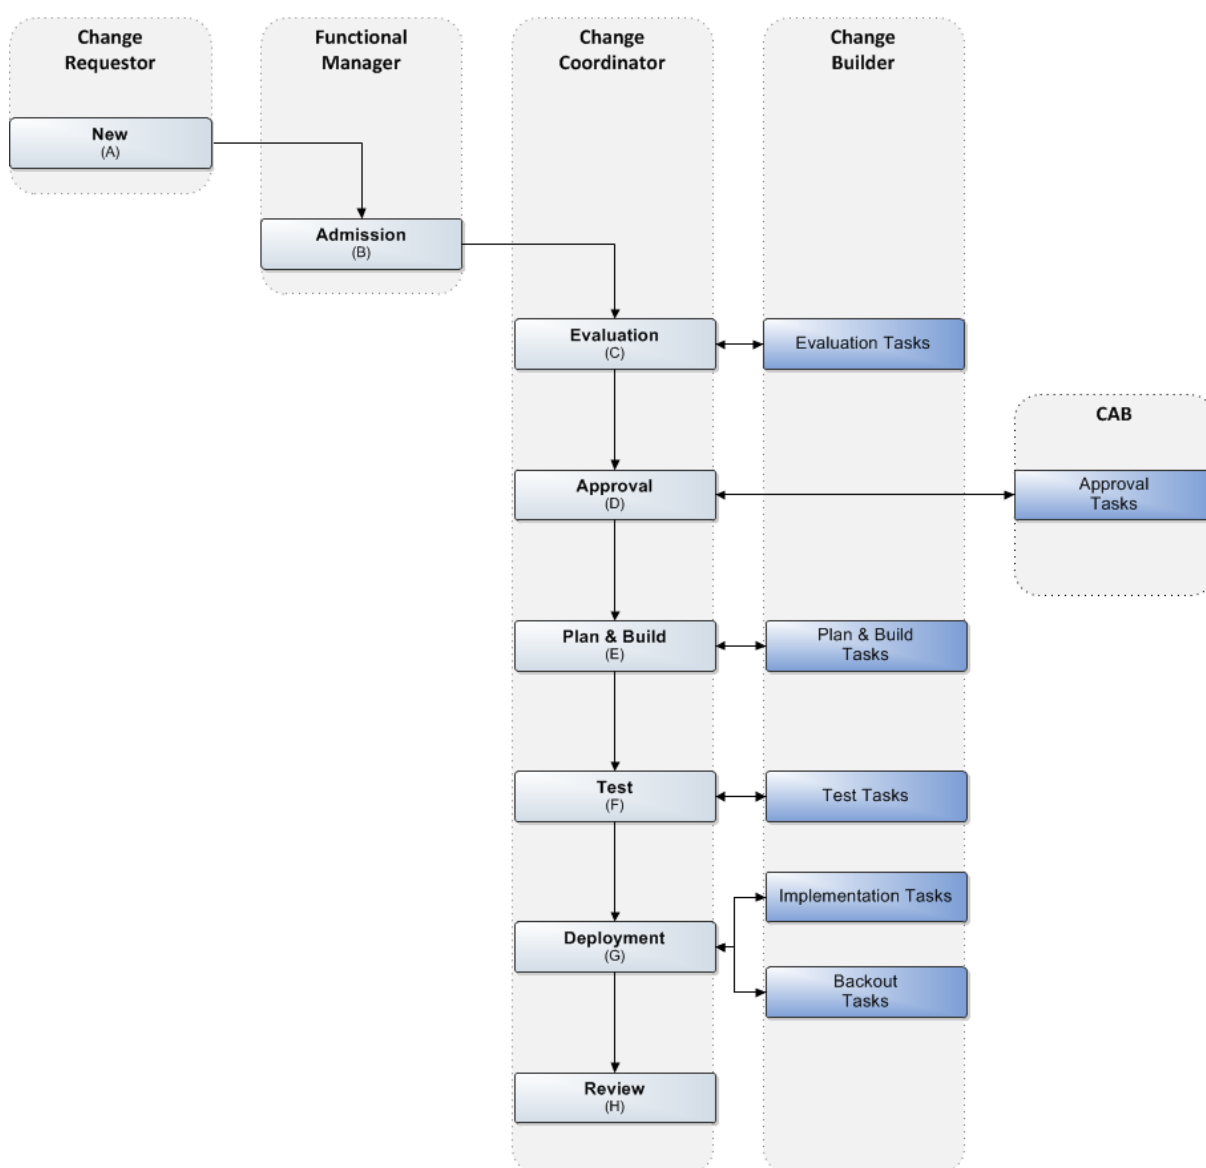 Change
Requestor
Functional
Manager
Change
Coordinator
Change
Builder
New
(A)
Admission
(B)
Evaluation
(C)
Evaluation Tasks
CAB
Approval
(D)
Approval
Tasks
Plan & Build
(E)
Plan & Build
Tasks
Test
(F)
Test Tasks
Implementation Tasks
Deployment
(G)
Backout
Tasks
Review
(H)